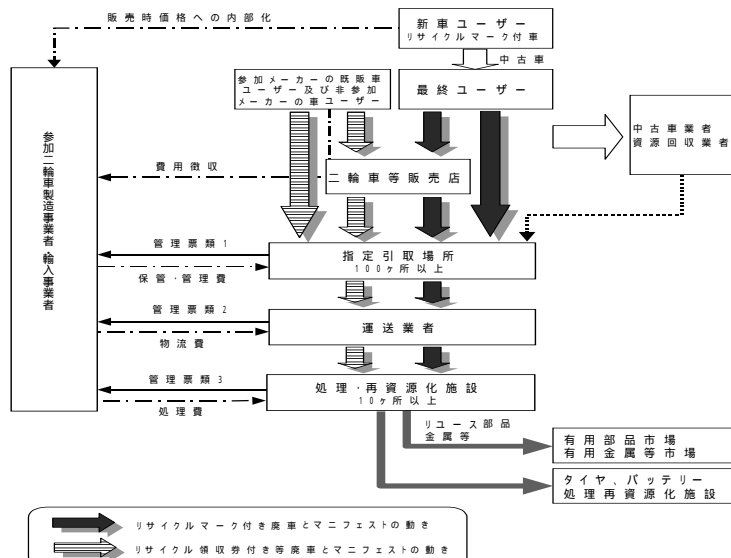 販売時価格への内部化
新車ユーザー
リサイクルマーク付車
中古車
参加メーカーの既販車
ユーザー及び非参加
メーカーの車ユーザー
最終ユーザー
中古車業者
資源回収業者
参加二輪車製造事業者・輸入事業者
費用徴収
二輪車等販売店
管理票類1
保管・管理費
指定引取場所
100ヶ所以上
管理票類2
物流費
運送業者
管理票類3
処理費
処理・再資源化施設
10ヶ所以上
リユース部品
金属等
有用部品市場
有用金属等市場
タイヤ、バッテリー
処理再資源化施設
リサイクルマーク付き廃車とマニフェストの動き
リサイクル領収券付き等廃車とマニフェストの動き